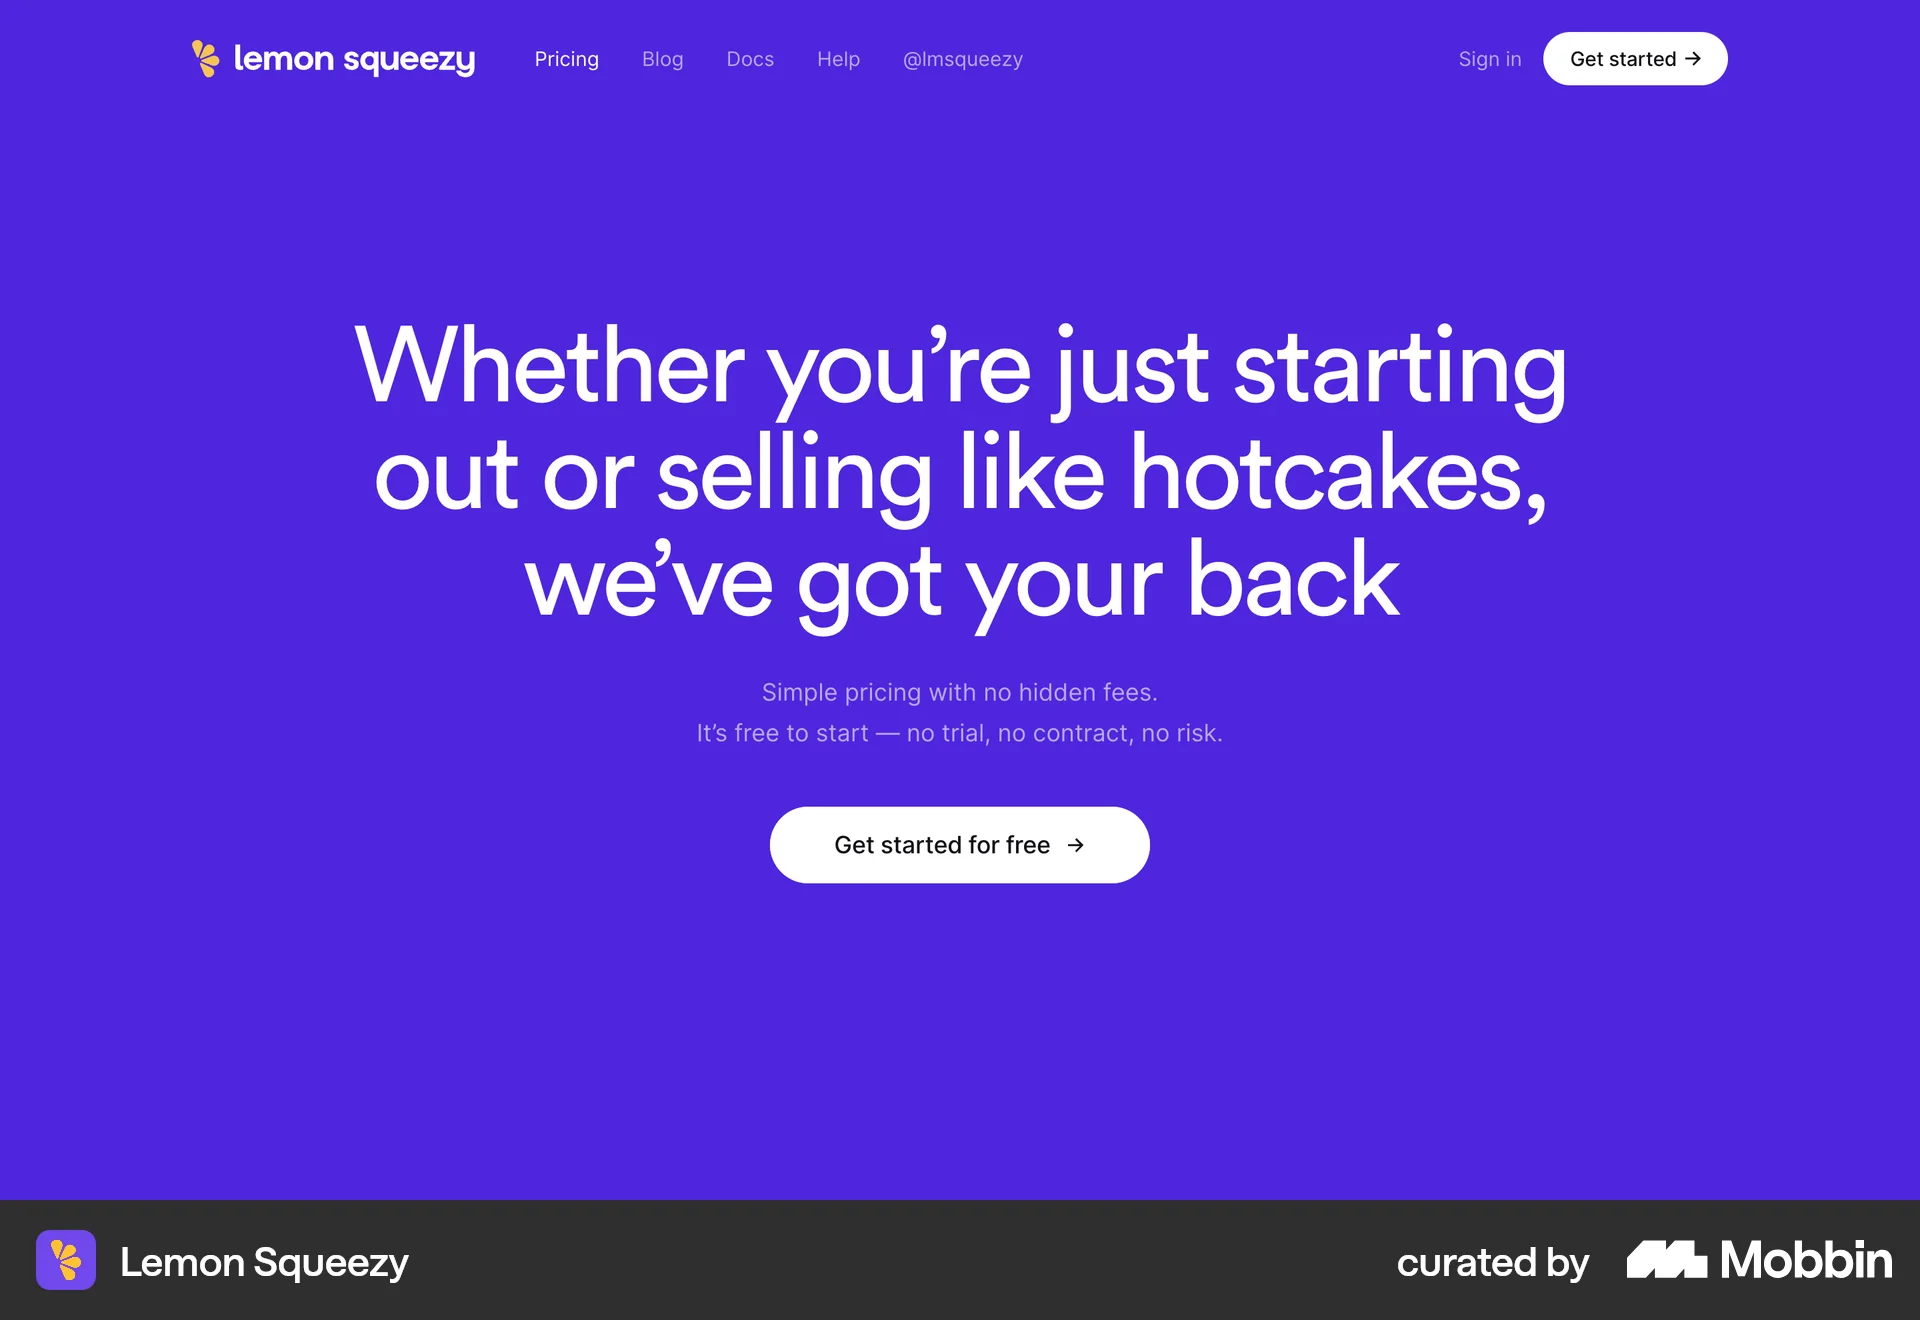 lemon squeezy
Pricing
Blog
Docs
Help
@lmsqueezy
Sign in
Get started →
Whether you’re just starting
out or selling like hotcakes,
we’ve got your back
Simple pricing with no hidden fees.
It’s free to start — no trial, no contract, no risk.
Get started for free →
Lemon Squeezy
curated by
Mobbin